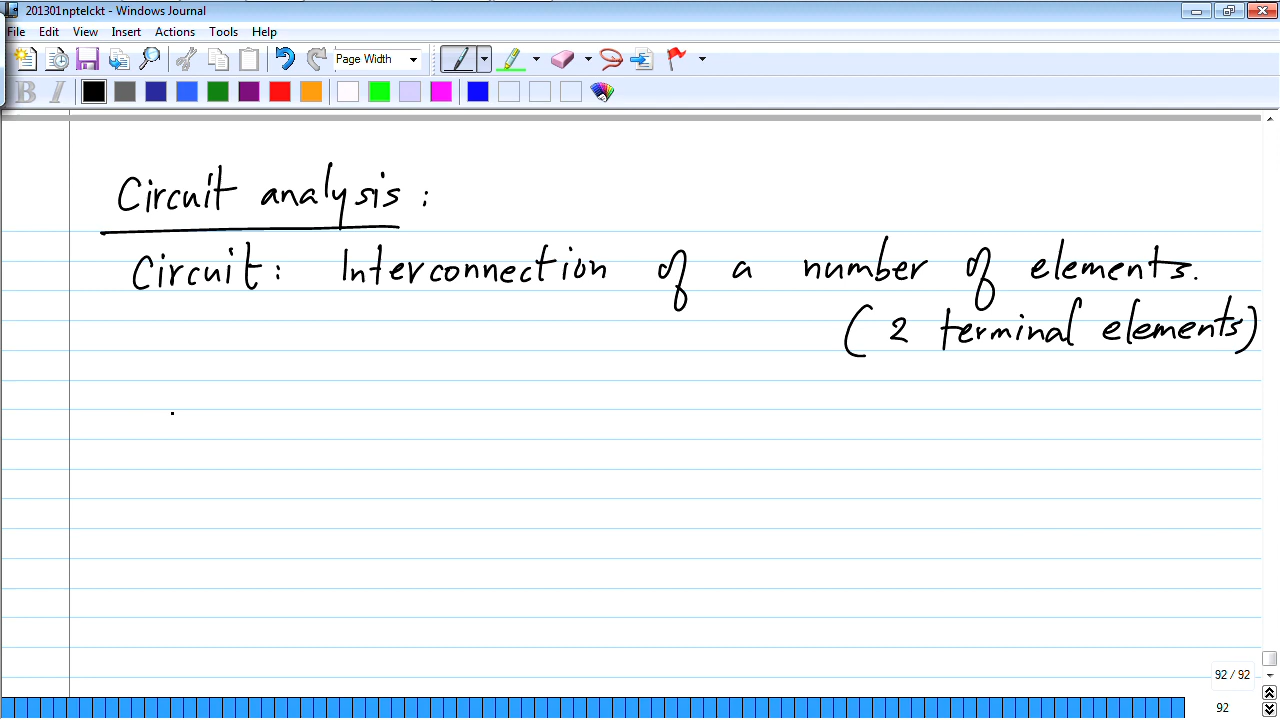 201301nptelckt - Windows Journal
File Edit View Insert Actions Tools Help
Page Width
B I
Circuit analysis :
Circuit: Interconnection of a number of elements.
( 2 terminal elements)
92 / 92
92